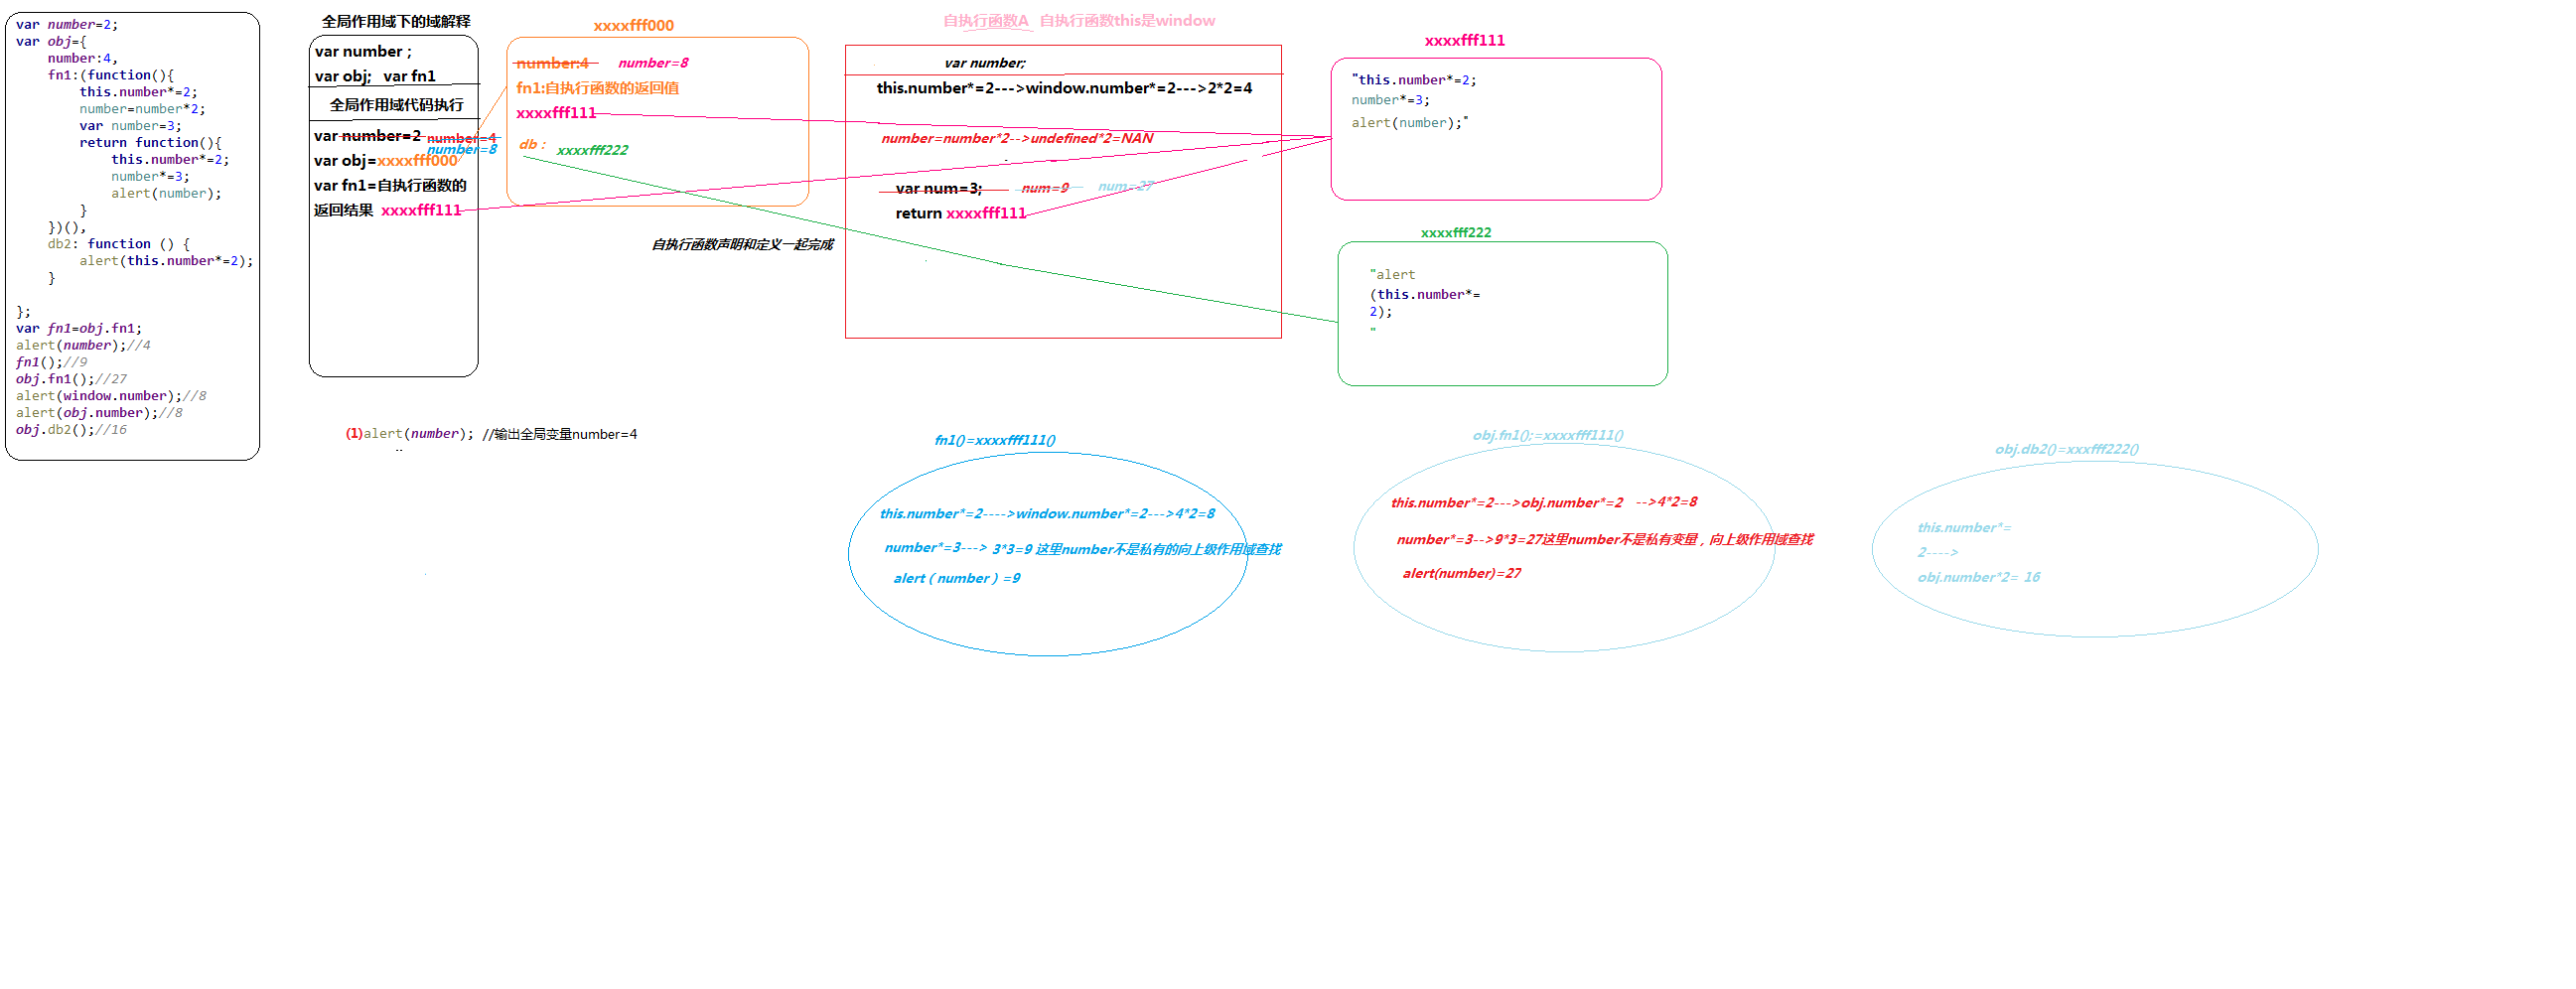 var number=2;
var obj={
number:4,
fn1:(function(){
this.number*=2;
number=number*2;
var number=3;
return function(){
this.number*=2;
number*=3;
alert(number);
}
})(),
db2: function () {
alert(this.number*=2);
}
};
var fn1=obj.fn1;
alert(number);//4
fn1();//9
obj.fn1();//27
alert(window.number);//8
alert(obj.number);//8
obj.db2();//16
全局作用域下的域解释
var number；
var obj; var fn1
全局作用域代码执行
var number=2 number=4
number=8
var obj=xxxxfff000
var fn1=自执行函数的
返回结果 xxxxfff111
xxxxfff000
number:4 number=8
fn1:自执行函数的返回值
xxxxfff111
db： xxxxfff222
自执行函数声明和定义一起完成
自执行函数A 自执行函数this是window
var number;
this.number*=2--->window.number*=2--->2*2=4
number=number*2-->undefined*2=NAN
var num=3; num=9 num=27
return xxxxfff111
xxxxfff111
"this.number*=2;
number*=3;
alert(number);"
xxxxfff222
"alert
(this.number*=
2);
"
(1)alert(number); //输出全局变量number=4
fn1()=xxxxfff111()
this.number*=2---->window.number*=2--->4*2=8
number*=3---> 3*3=9 这里number不是私有的向上级作用域查找
alert（number）=9
obj.fn1();=xxxxfff111()
this.number*=2--->obj.number*=2 -->4*2=8
number*=3-->9*3=27这里number不是私有变量，向上级作用域查找
alert(number)=27
obj.db2()=xxxfff222()
this.number*=
2---->
obj.number*2= 16